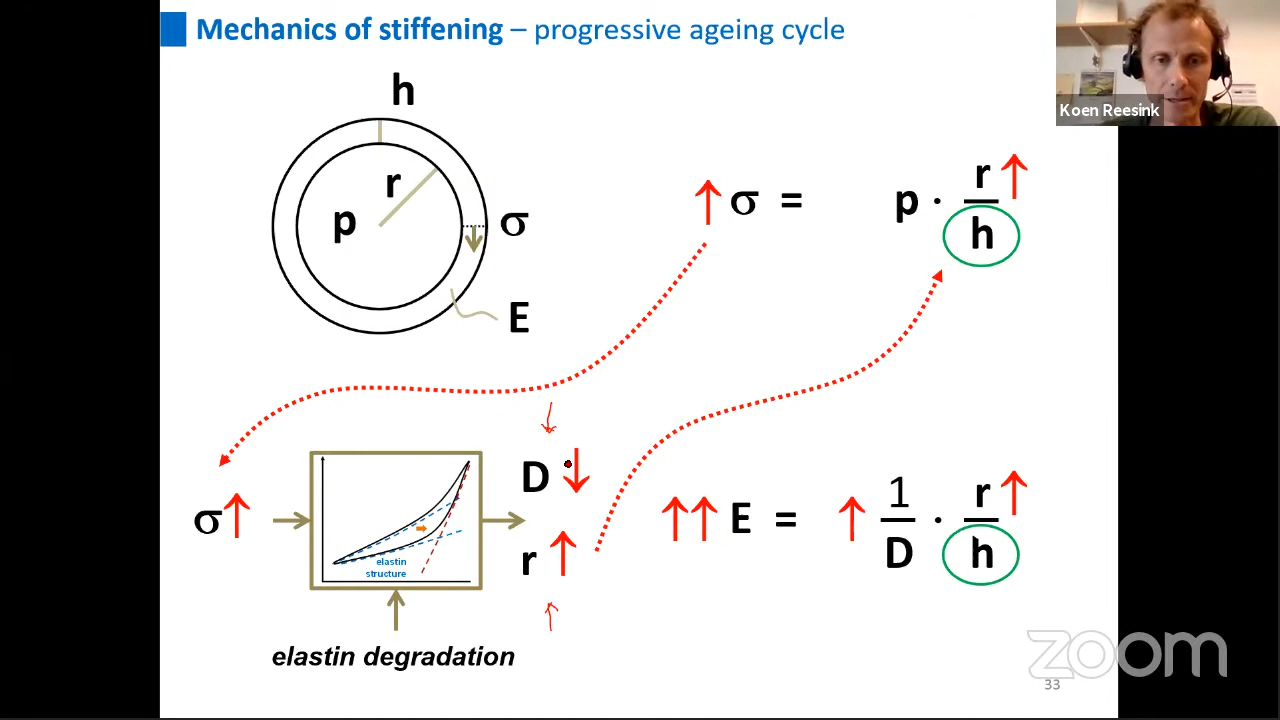 Mechanics of stiffening – progressive ageing cycle
Koen Reesink
h
r
p
σ
E
↑ σ = p · r ↑
h
σ ↑
elastin
structure
D ↓
r ↑
↑↑ E = ↑ 1 · r ↑
D h
elastin degradation
zoom
33